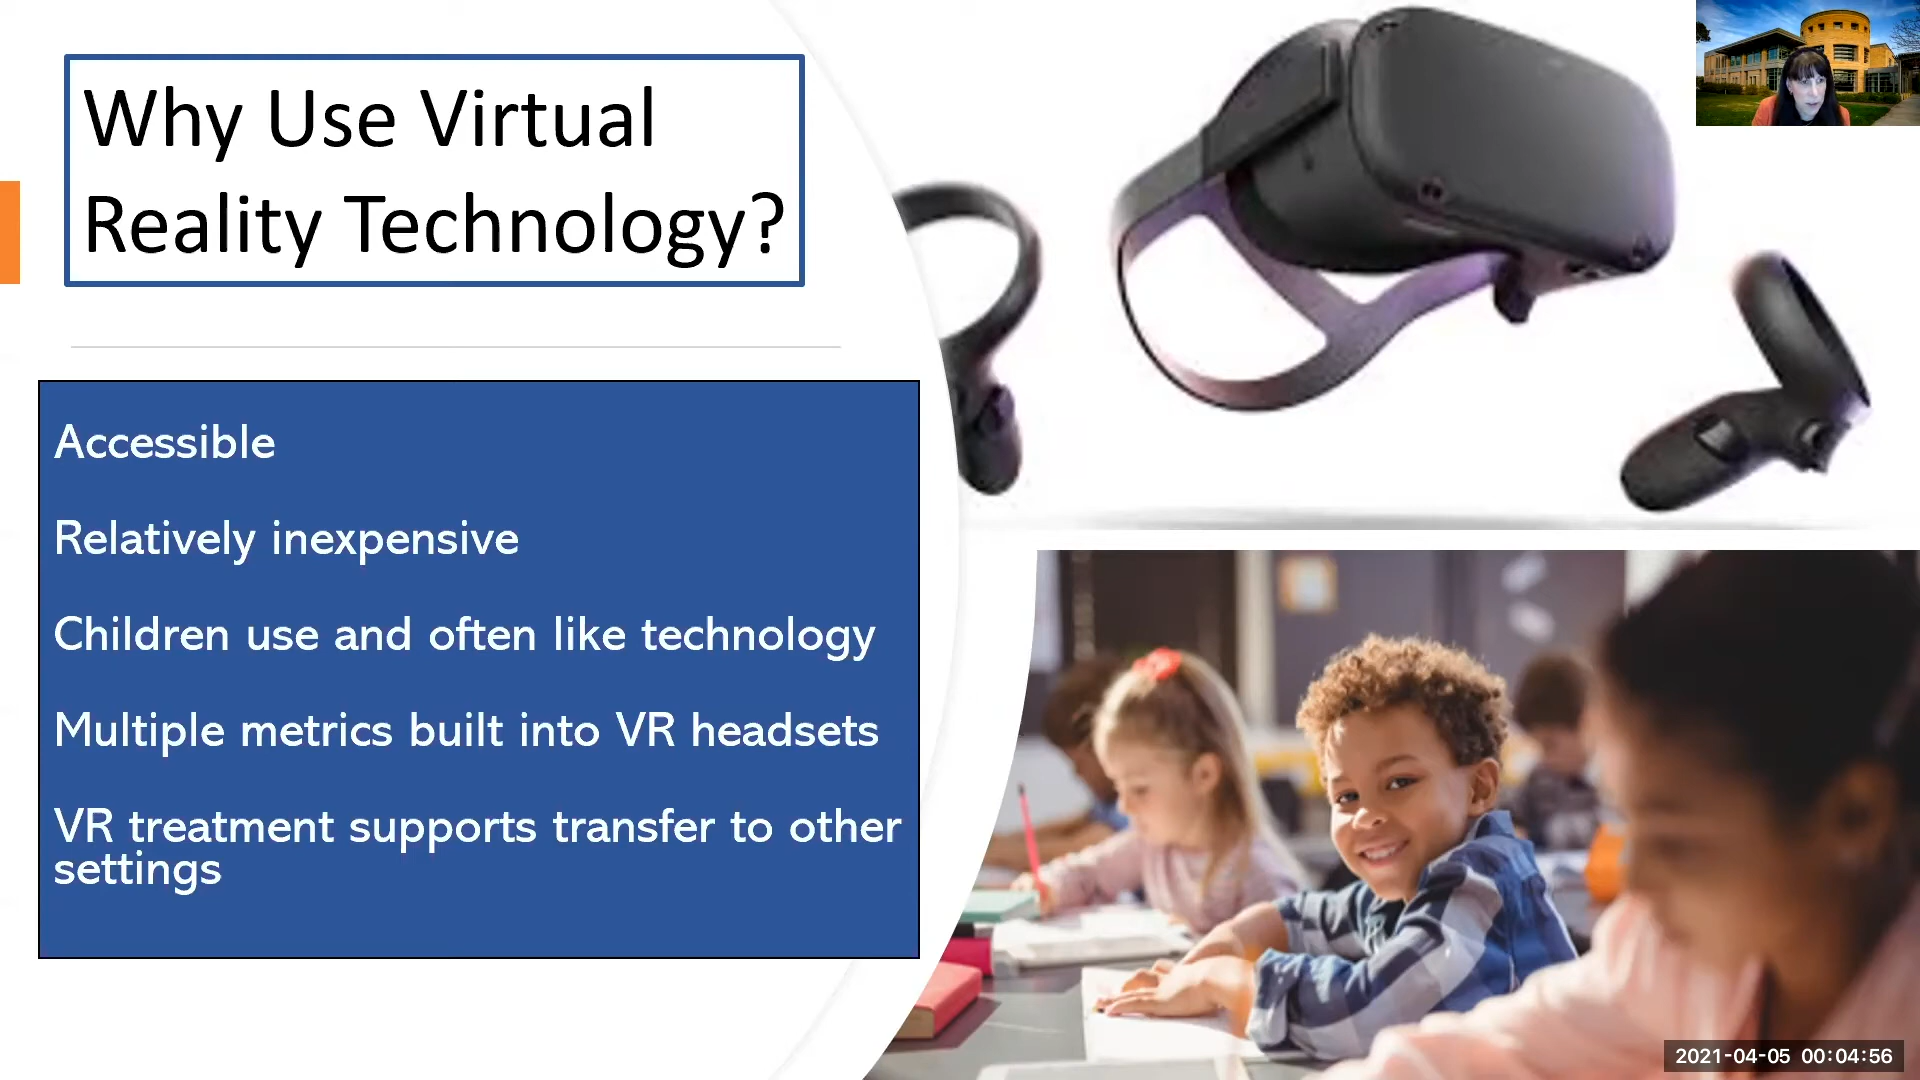 Why Use Virtual
Reality Technology?
Accessible
Relatively inexpensive
Children use and often like technology
Multiple metrics built into VR headsets
VR treatment supports transfer to other
settings
2021-04-05 00:04:56